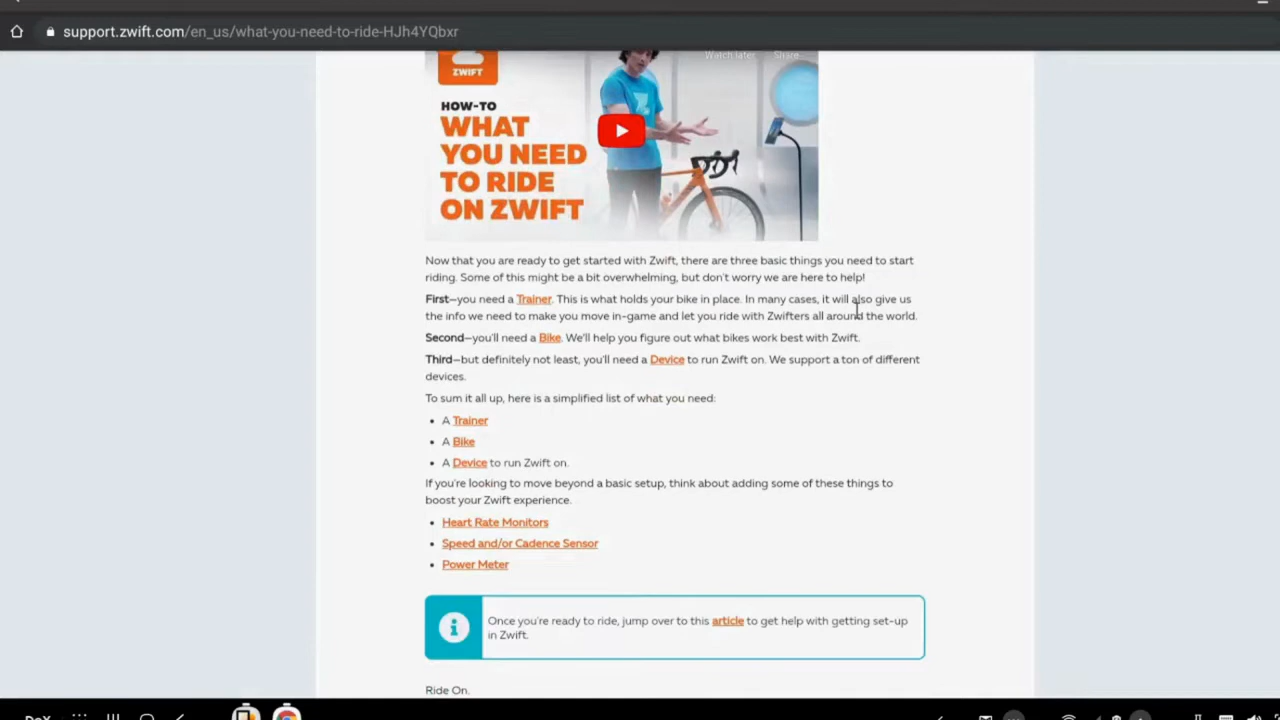 support.zwift.com/en_us/what-you-need-to-ride-HJh4YQbxr
Watch later Share
ZWIFT
HOW-TO
WHAT
YOU NEED
TO RIDE
ON ZWIFT
Now that you are ready to get started with Zwift, there are three basic things you need to start
riding. Some of this might be a bit overwhelming, but don't worry we are here to help!
First—you need a Trainer. This is what holds your bike in place. In many cases, it will also give us
the info we need to make you move in-game and let you ride with Zwifters all around the world.
Second—you'll need a Bike. We'll help you figure out what bikes work best with Zwift.
Third—but definitely not least, you'll need a Device to run Zwift on. We support a ton of different
devices.
To sum it all up, here is a simplified list of what you need:
• A Trainer
• A Bike
• A Device to run Zwift on.
If you're looking to move beyond a basic setup, think about adding some of these things to
boost your Zwift experience.
• Heart Rate Monitors
• Speed and/or Cadence Sensor
• Power Meter
Once you're ready to ride, jump over to this article to get help with getting set-up
in Zwift.
Ride On.